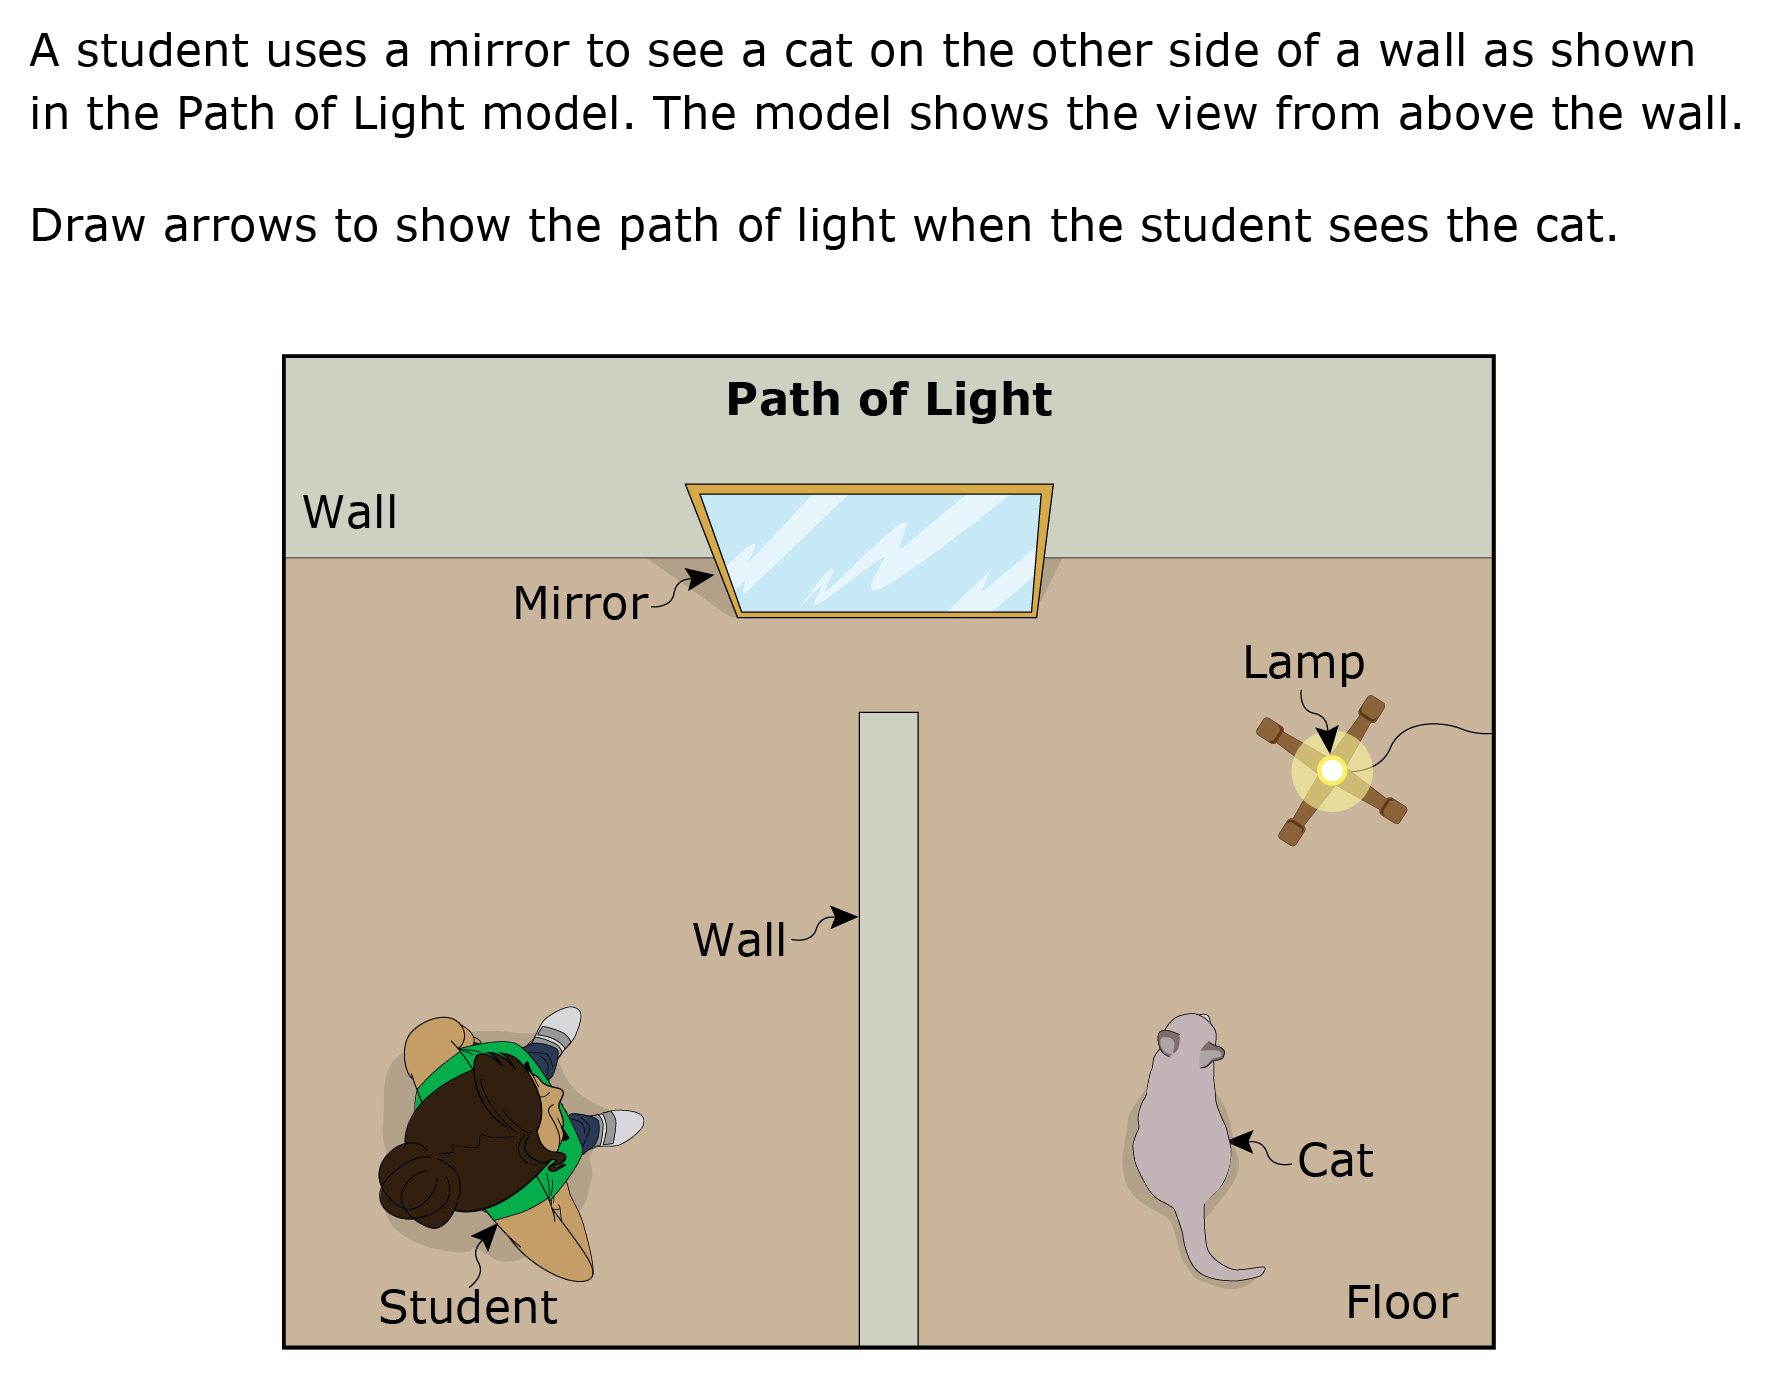 A student uses a mirror to see a cat on the other side of a wall as shown
in the Path of Light model. The model shows the view from above the wall.
Draw arrows to show the path of light when the student sees the cat.
Path of Light
Wall
Mirror
Lamp
Wall
Cat
Student
Floor